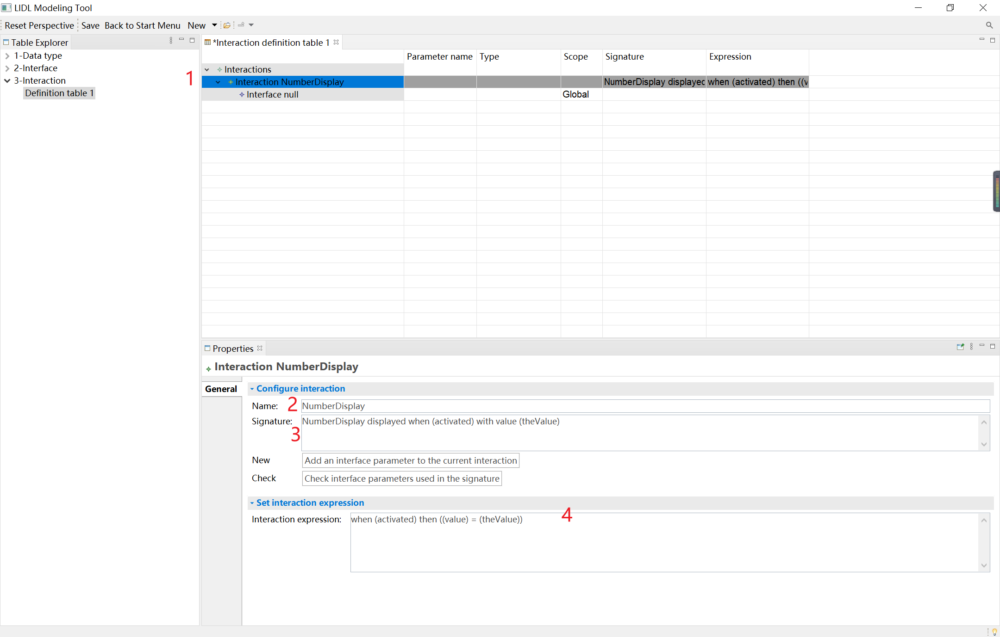 LIDL Modeling Tool
Reset Perspective Save Back to Start Menu New
Table Explorer
*Interaction definition table 1
1-Data type
2-Interface
3-Interaction
Definition table 1
1
Parameter name Type Scope Signature Expression
Interactions
Interaction NumberDisplay NumberDisplay displayed when (activated) then ((v
Interface null Global
Properties
Interaction NumberDisplay
General
Configure interaction
Name: 2 NumberDisplay
Signature: NumberDisplay displayed when (activated) with value (theValue)
3
New Add an interface parameter to the current interaction
Check Check interface parameters used in the signature
Set interaction expression
4
Interaction expression: when (activated) then ((value) = (theValue))